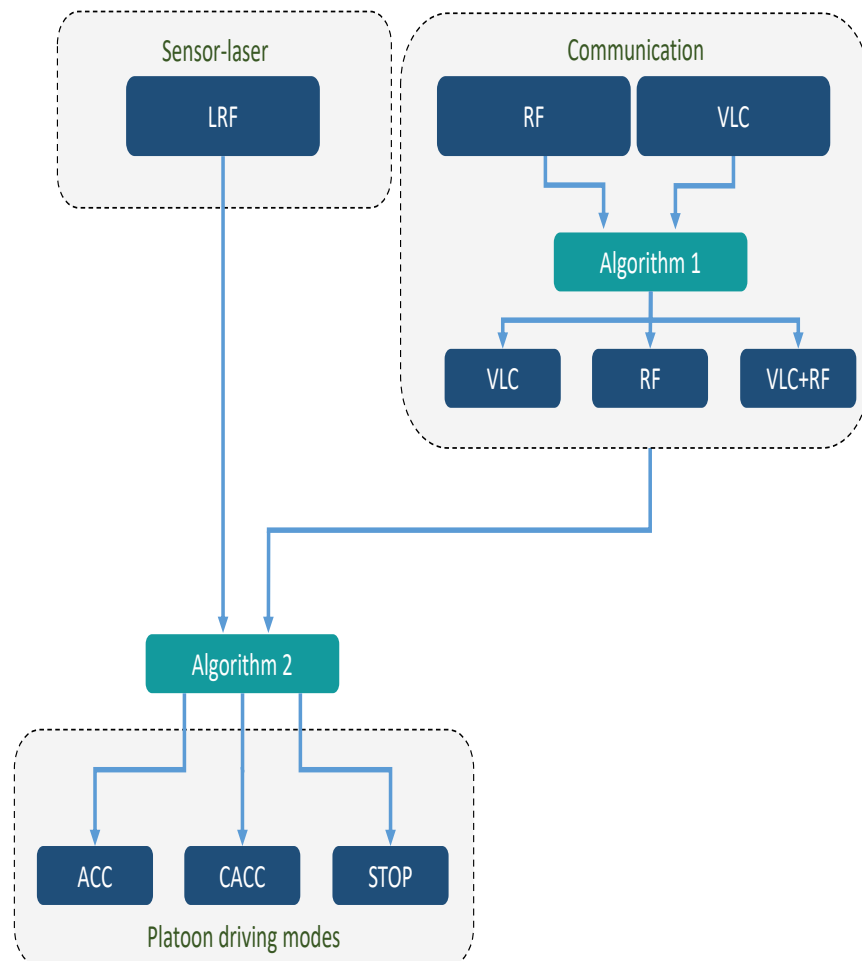 Sensor-laser
LRF
Communication
RF
VLC
Algorithm 1
VLC
RF
VLC+RF
Algorithm 2
ACC
CACC
STOP
Platoon driving modes